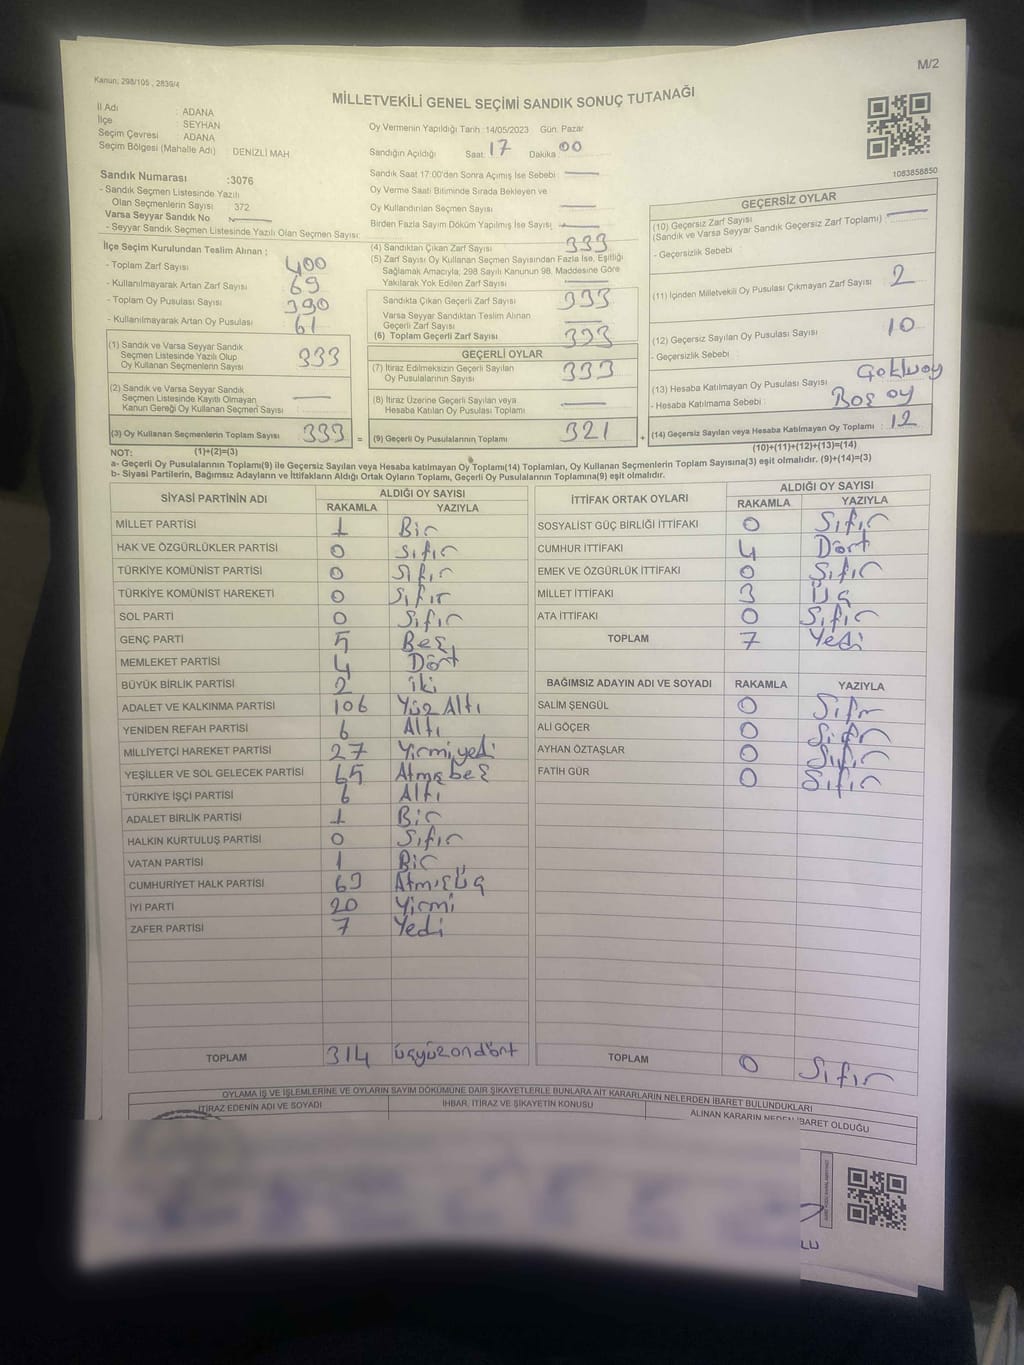 M/2
Kanun, 298/105 , 2839/4
MİLLETVEKİLİ GENEL SEÇİMİ SANDIK SONUÇ TUTANAĞI
İl Adı : ADANA
İlçe : SEYHAN
Seçim Çevresi : ADANA
Seçim Bölgesi (Mahalle Adı) : DENİZLİ MAH
Oy Vermenin Yapıldığı Tarih :14/05/2023 Gün: Pazar
Sandığın Açıldığı Saat: 17 Dakika : 00
1083858850
Sandık Numarası :3076
- Sandık Seçmen Listesinde Yazılı
Olan Seçmenlerin Sayısı : 372
Varsa Seyyar Sandık No
- Seyyar Sandık Seçmen Listesinde Yazılı Olan Seçmen Sayısı:
Sandık Saat 17:00'den Sonra Açımış İse Sebebi :
Oy Verme Saati Bitiminde Sırada Bekleyen ve
Oy Kullandırılan Seçmen Sayısı :
Birden Fazla Sayım Döküm Yapılmış İse Sayısı:
İlçe Seçim Kurulundan Teslim Alınan :
- Toplam Zarf Sayısı : 400
- Kullanılmayarak Artan Zarf Sayısı : 69
- Toplam Oy Pusulası Sayısı : 390
- Kullanılmayarak Artan Oy Pusulası : 61
(4) Sandıktan Çıkan Zarf Sayısı : 333
(5) Zarf Sayısı Oy Kullanan Seçmen Sayısından Fazla İse, Eşitliği
Sağlamak Amacıyla, 298 Sayılı Kanunun 98. Maddesine Göre
Yakılarak Yok Edilen Zarf Sayısı :
Sandıkta Çıkan Geçerli Zarf Sayısı : 333
Varsa Seyyar Sandıktan Teslim Alınan
Geçerli Zarf Sayısı :
(6) Toplam Geçerli Zarf Sayısı : 333
GEÇERSİZ OYLAR
(10) Geçersiz Zarf Sayısı
(Sandık ve Varsa Seyyar Sandık Geçersiz Zarf Toplamı) :
- Geçersizlik Sebebi :
(11) İçinden Milletvekili Oy Pusulası Çıkmayan Zarf Sayısı : 2
(12) Geçersiz Sayılan Oy Pusulası Sayısı : 10
- Geçersizlik Sebebi :
(13) Hesaba Katılmayan Oy Pusulası Sayısı :
- Hesaba Katılmama Sebebi : Boş oy
(14) Geçersiz Sayılan veya Hesaba Katılmayan Oy Toplamı : 12
(1) Sandık ve Varsa Seyyar Sandık
Seçmen Listesinde Yazılı Olup
Oy Kullanan Seçmenlerin Sayısı : 333
(2) Sandık ve Varsa Seyyar Sandık
Seçmen Listesinde Kayıtlı Olmayan
Kanun Gereği Oy Kullanan Seçmen Sayısı :
(3) Oy Kullanan Seçmenlerin Toplam Sayısı : 333 =
GEÇERLİ OYLAR
(7) İtiraz Edilmeksizin Geçerli Sayılan
Oy Pusulalarının Sayısı : 333
(8) İtiraz Üzerine Geçerli Sayılan veya
Hesaba Katılan Oy Pusulası Toplamı :
(9) Geçerli Oy Pusulalarının Toplamı : 321 +
NOT: (1)+(2)=(3)
(10)+(11)+(12)+(13)=(14)
a- Geçerli Oy Pusulalarının Toplamı(9) ile Geçersiz Sayılan veya Hesaba katılmayan Oy Toplamı(14) Toplamları, Oy Kullanan Seçmenlerin Toplam Sayısına(3) eşit olmalıdır. (9)+(14)=(3)
b- Siyasi Partilerin, Bağımsız Adayların ve İttifakların Aldığı Ortak Oyların Toplamı, Geçerli Oy Pusulalarının Toplamına(9) eşit olmalıdır.
SİYASİ PARTİNİN ADI ALDIĞI OY SAYISI
RAKAMLA YAZIYLA
MİLLET PARTİSİ 1 Bir
HAK VE ÖZGÜRLÜKLER PARTİSİ 0 Sıfır
TÜRKİYE KOMÜNİST PARTİSİ 0 Sıfır
TÜRKİYE KOMÜNİST HAREKETİ 0 Sıfır
SOL PARTİ 0 Sıfır
GENÇ PARTİ 5 Beş
MEMLEKET PARTİSİ 4 Dört
BÜYÜK BİRLİK PARTİSİ 2 iki
ADALET VE KALKINMA PARTİSİ 106 Yüz Altı
YENİDEN REFAH PARTİSİ 6 Altı
MİLLİYETÇİ HAREKET PARTİSİ 27 Yirmiyedi
YEŞİLLER VE SOL GELECEK PARTİSİ 65 Atmışbeş
TÜRKİYE İŞÇİ PARTİSİ 6 Altı
ADALET BİRLİK PARTİSİ 1 Bir
HALKIN KURTULUŞ PARTİSİ 0 Sıfır
VATAN PARTİSİ 1 Bir
CUMHURİYET HALK PARTİSİ 63 Atmışüç
İYİ PARTİ 20 Yirmi
ZAFER PARTİSİ 7 Yedi
TOPLAM 314 üçyüzondört
İTTİFAK ORTAK OYLARI ALDIĞI OY SAYISI
RAKAMLA YAZIYLA
SOSYALİST GÜÇ BİRLİĞİ İTTİFAKI 0 Sıfır
CUMHUR İTTİFAKI 4 Dört
EMEK VE ÖZGÜRLÜK İTTİFAKI 0 Sıfır
MİLLET İTTİFAKI 3 Üç
ATA İTTİFAKI 0 Sıfır
TOPLAM 7 Yedi
BAĞIMSIZ ADAYIN ADI VE SOYADI RAKAMLA YAZIYLA
SALİM ŞENGÜL 0 Sıfır
ALİ GÖÇER 0 Sıfır
AYHAN ÖZTAŞLAR 0 Sıfır
FATİH GÜR 0 Sıfır
TOPLAM 0 Sıfır
OYLAMA İŞ VE İŞLEMLERİNE VE OYLARIN SAYIM DÖKÜMÜNE DAİR ŞİKAYETLERLE BUNLARA AİT KARARLARIN NELERDEN İBARET BULUNDUKLARI
İTİRAZ EDENİN ADI VE SOYADI İHBAR, İTİRAZ VE ŞİKAYETİN KONUSU ALINAN KARARIN NEDEN İBARET OLDUĞU
LU